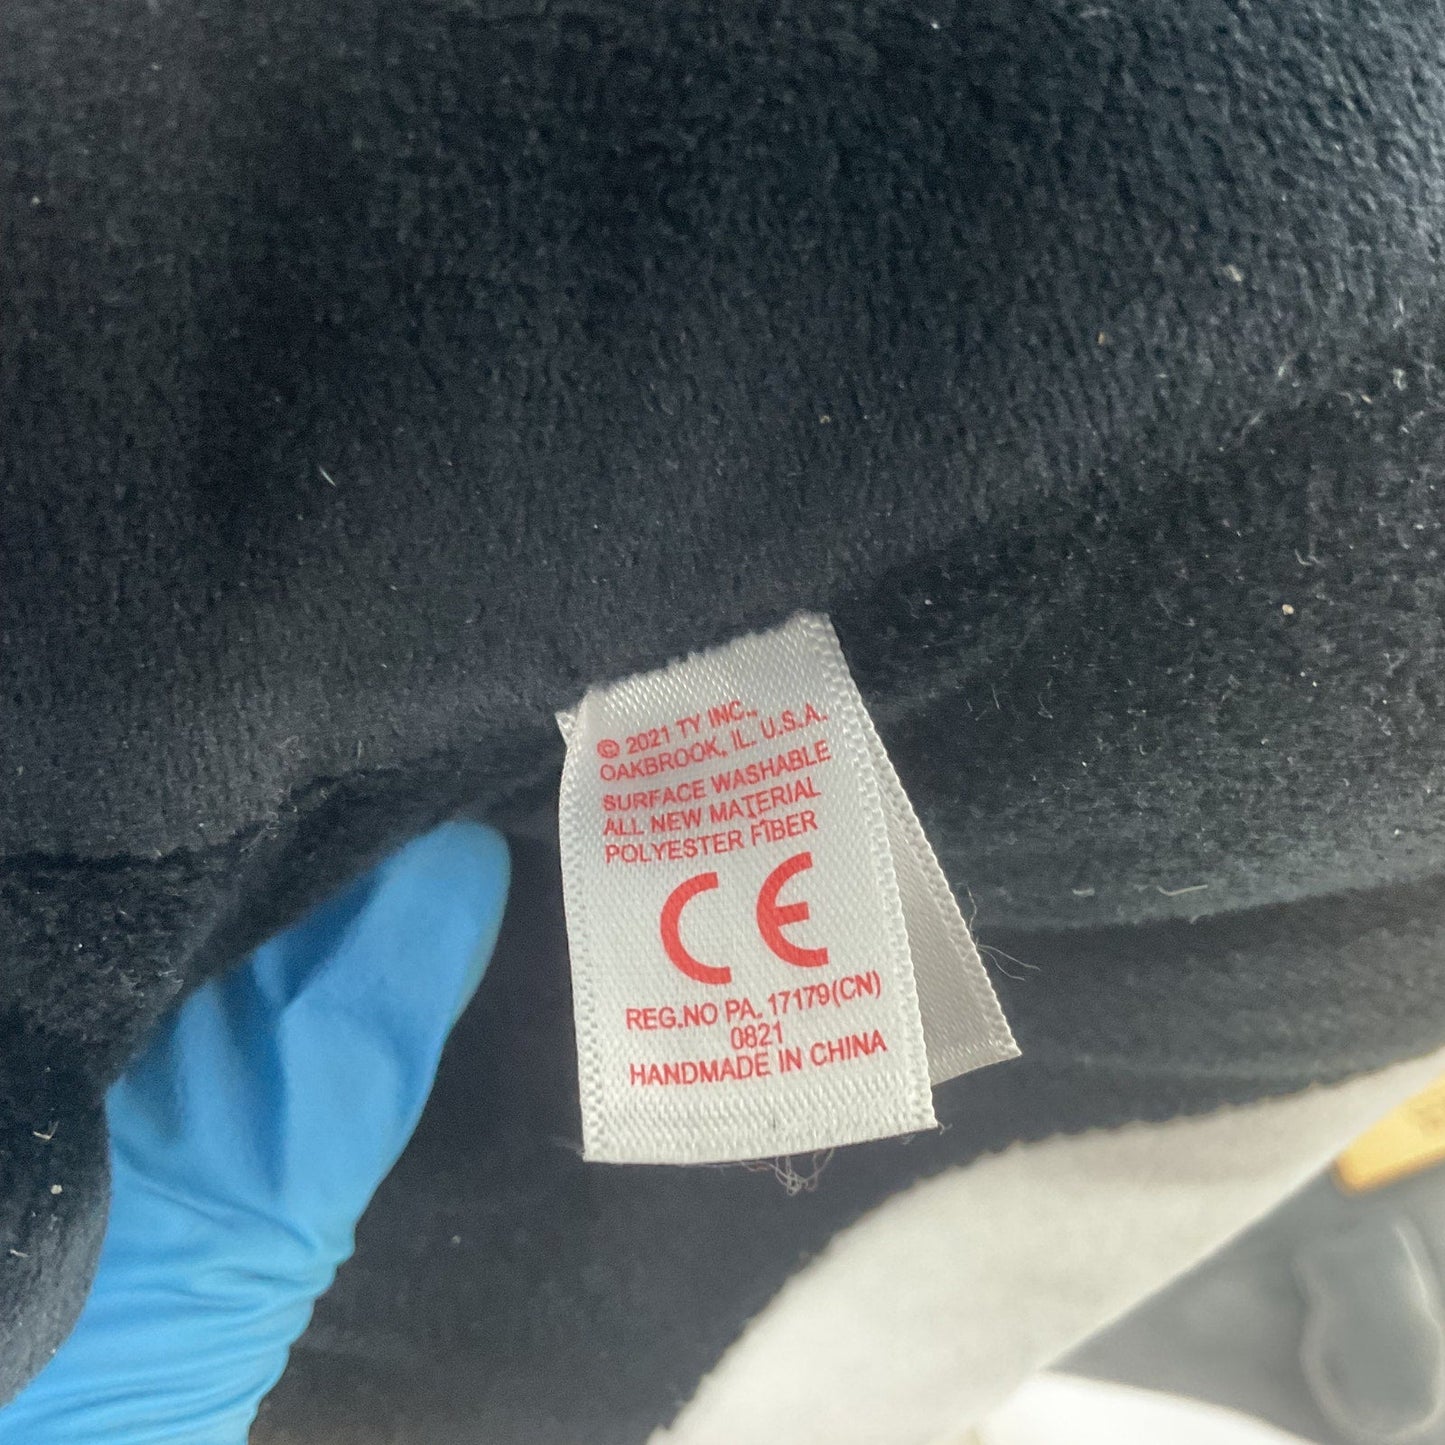 © 2021 TY INC.,
OAKBROOK, IL. U.S.A.
SURFACE WASHABLE
ALL NEW MATERIAL
POLYESTER FIBER
CE
REG.NO PA. 17179(CN)
0821
HANDMADE IN CHINA